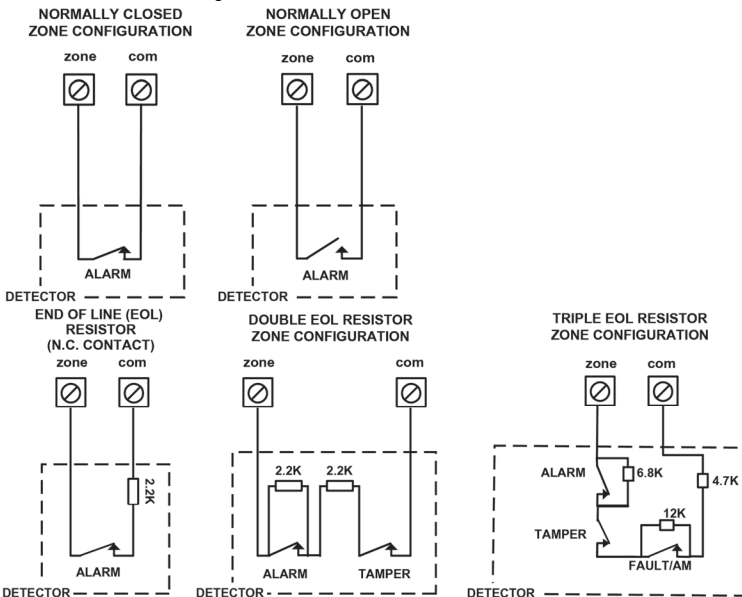 NORMALLY CLOSED
ZONE CONFIGURATION
zone com
ALARM
DETECTOR
NORMALLY OPEN
ZONE CONFIGURATION
zone com
ALARM
DETECTOR
END OF LINE (EOL)
RESISTOR
(N.C. CONTACT)
zone com
2.2K
ALARM
DETECTOR
DOUBLE EOL RESISTOR
ZONE CONFIGURATION
zone com
2.2K 2.2K
ALARM TAMPER
DETECTOR
TRIPLE EOL RESISTOR
ZONE CONFIGURATION
zone com
ALARM 6.8K 4.7K
12K
TAMPER
FAULT/AM
DETECTOR